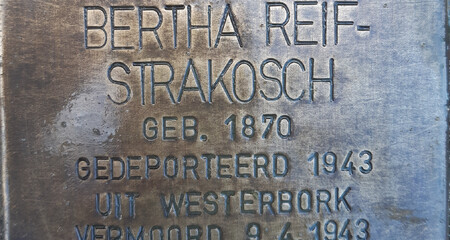 BERTHA REIF-
STRAKOSCH
GEB. 1870
GEDEPORTEERD 1943
UIT WESTERBORK
VERMOORD 9.4.1943